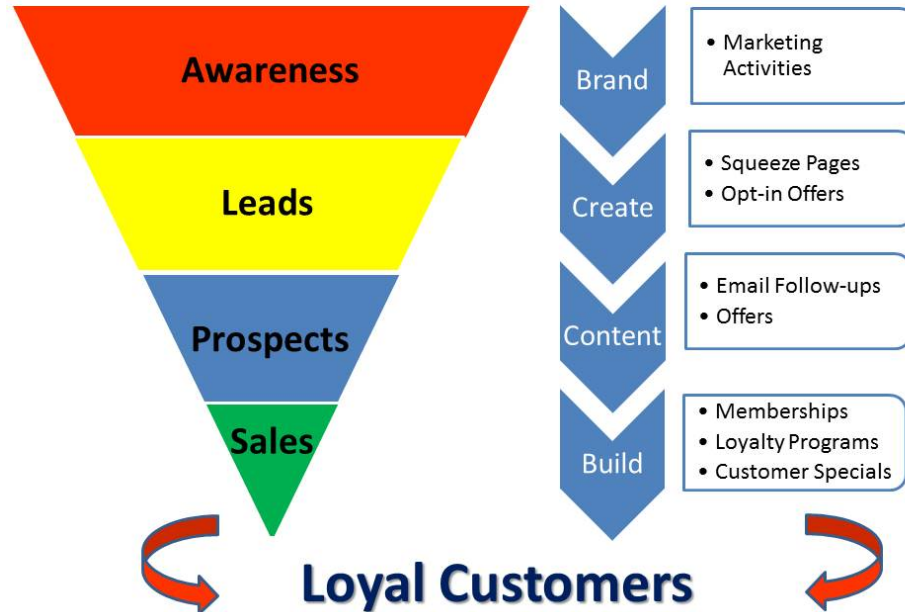 Awareness
Leads
Prospects
Sales
Brand
• Marketing
Activities
Create
• Squeeze Pages
• Opt-in Offers
Content
• Email Follow-ups
• Offers
Build
• Memberships
• Loyalty Programs
• Customer Specials
Loyal Customers